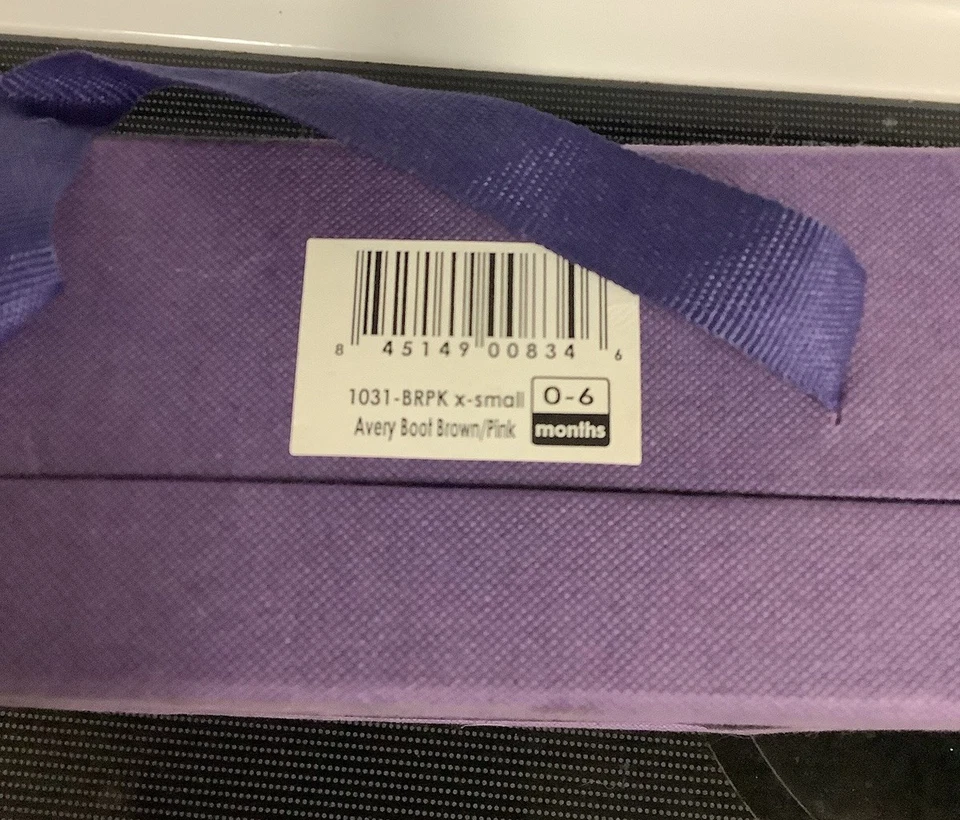 8 45149 00834 6
1031-BRPK x-small
Avery Boot Brown/Pink
0-6
months